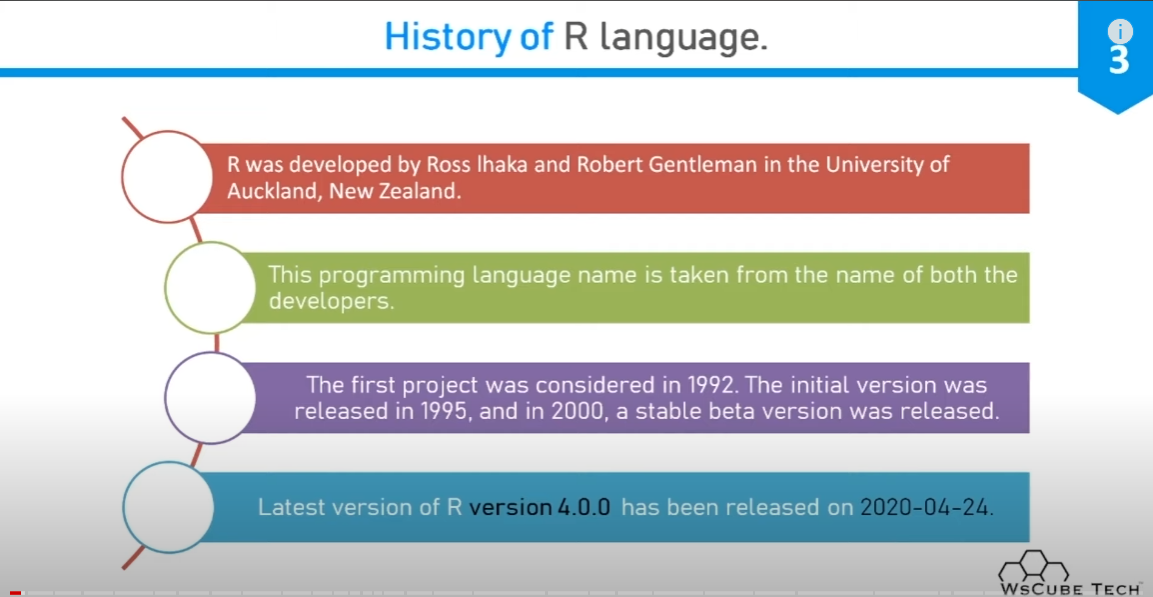 History of R language.
i
3
R was developed by Ross lhaka and Robert Gentleman in the University of
Auckland, New Zealand.
This programming language name is taken from the name of both the
developers.
The first project was considered in 1992. The initial version was
released in 1995, and in 2000, a stable beta version was released.
Latest version of R version 4.0.0 has been released on 2020-04-24.
WsCube Tech